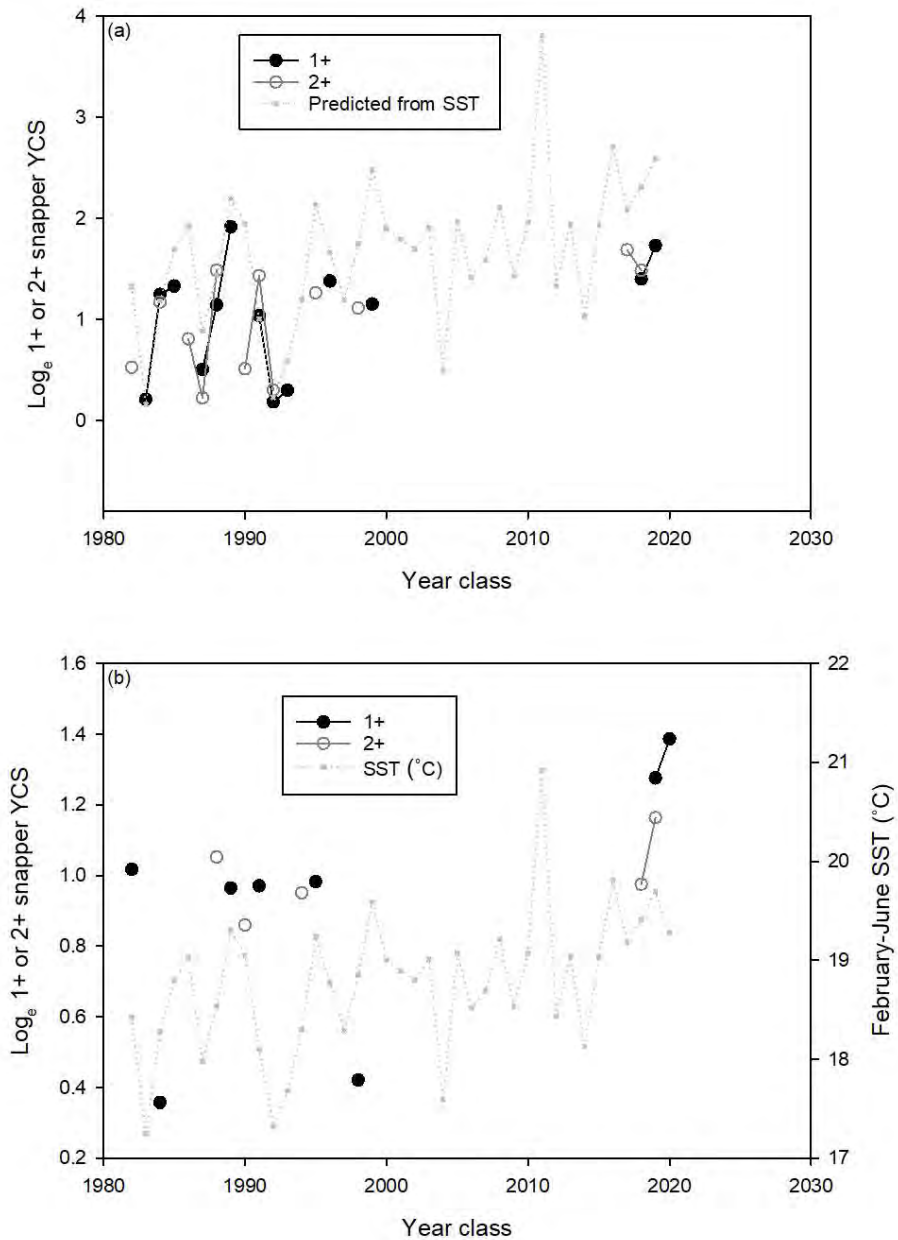 (a)
1+
2+
Predicted from SST
4
3
2
1
0
Logₑ 1+ or 2+ snapper YCS
1980 1990 2000 2010 2020 2030
Year class
(b)
1+
2+
SST (˚C)
1.6
1.4
1.2
1.0
0.8
0.6
0.4
0.2
Logₑ 1+ or 2+ snapper YCS
22
21
20
19
18
17
February-June SST (˚C)
1980 1990 2000 2010 2020 2030
Year class